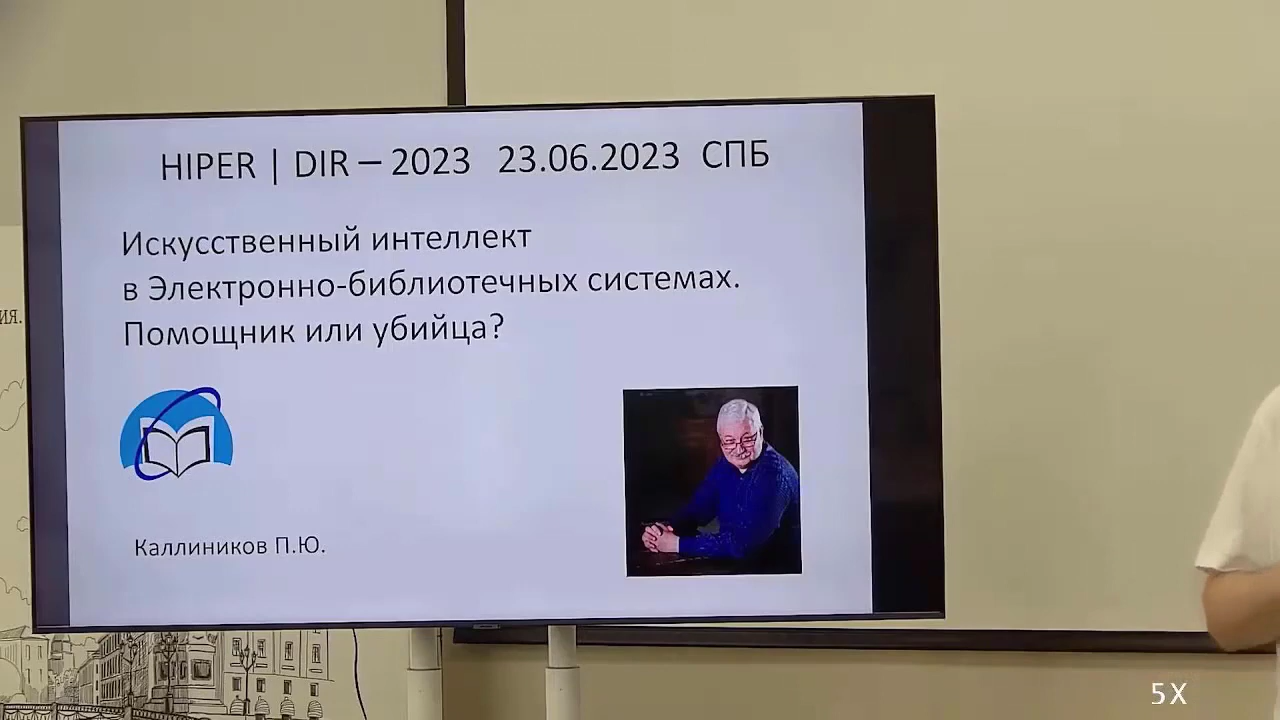 HIPER | DIR – 2023 23.06.2023 СПБ
Искусственный интеллект
в Электронно-библиотечных системах.
Помощник или убийца?
Каллиников П.Ю.
5X